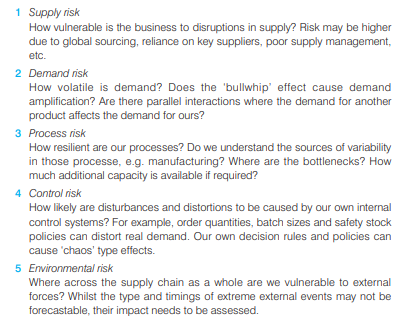 1 Supply risk
How vulnerable is the business to disruptions in supply? Risk may be higher
due to global sourcing, reliance on key suppliers, poor supply management,
etc.
2 Demand risk
How volatile is demand? Does the ‘bullwhip’ effect cause demand
amplification? Are there parallel interactions where the demand for another
product affects the demand for ours?
3 Process risk
How resilient are our processes? Do we understand the sources of variability
in those processe, e.g. manufacturing? Where are the bottlenecks? How
much additional capacity is available if required?
4 Control risk
How likely are disturbances and distortions to be caused by our own internal
control systems? For example, order quantities, batch sizes and safety stock
policies can distort real demand. Our own decision rules and policies can
cause ‘chaos’ type effects.
5 Environmental risk
Where across the supply chain as a whole are we vulnerable to external
forces? Whilst the type and timings of extreme external events may not be
forecastable, their impact needs to be assessed.